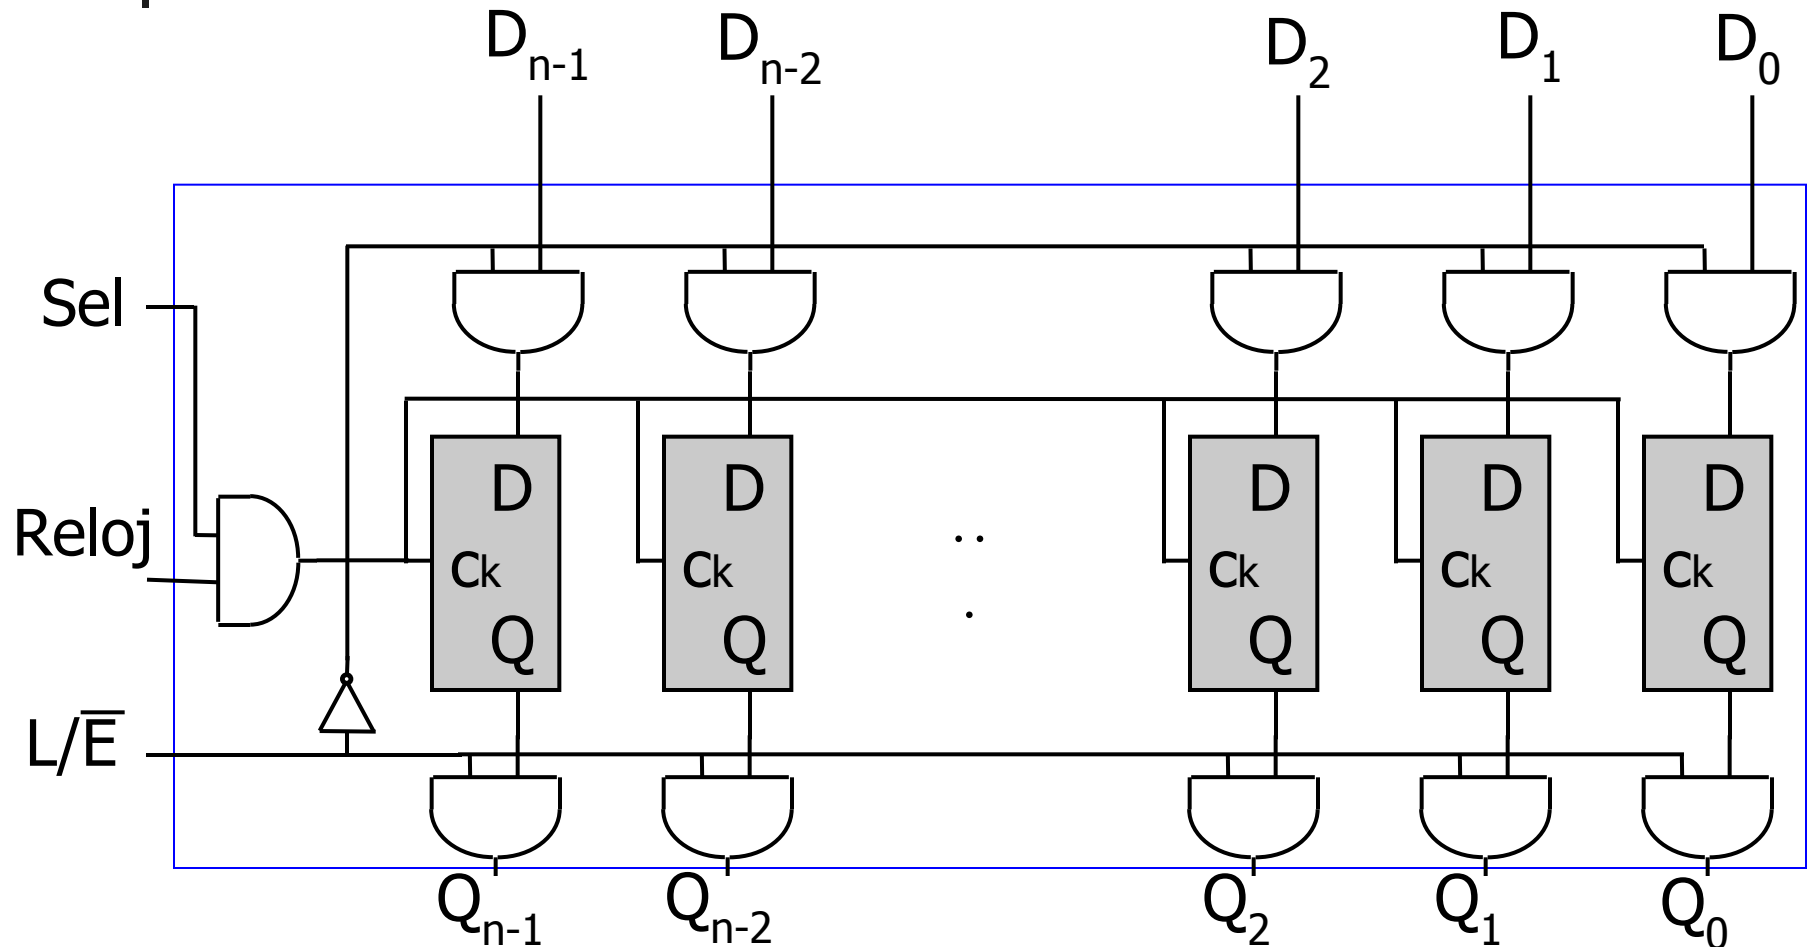 Dn-1 Dn-2 D2 D1 D0
Sel
Reloj
D D D D D
Ck Ck . . Ck Ck Ck
.
Q Q Q Q Q
L/E̅
Qn-1 Qn-2 Q2 Q1 Q0